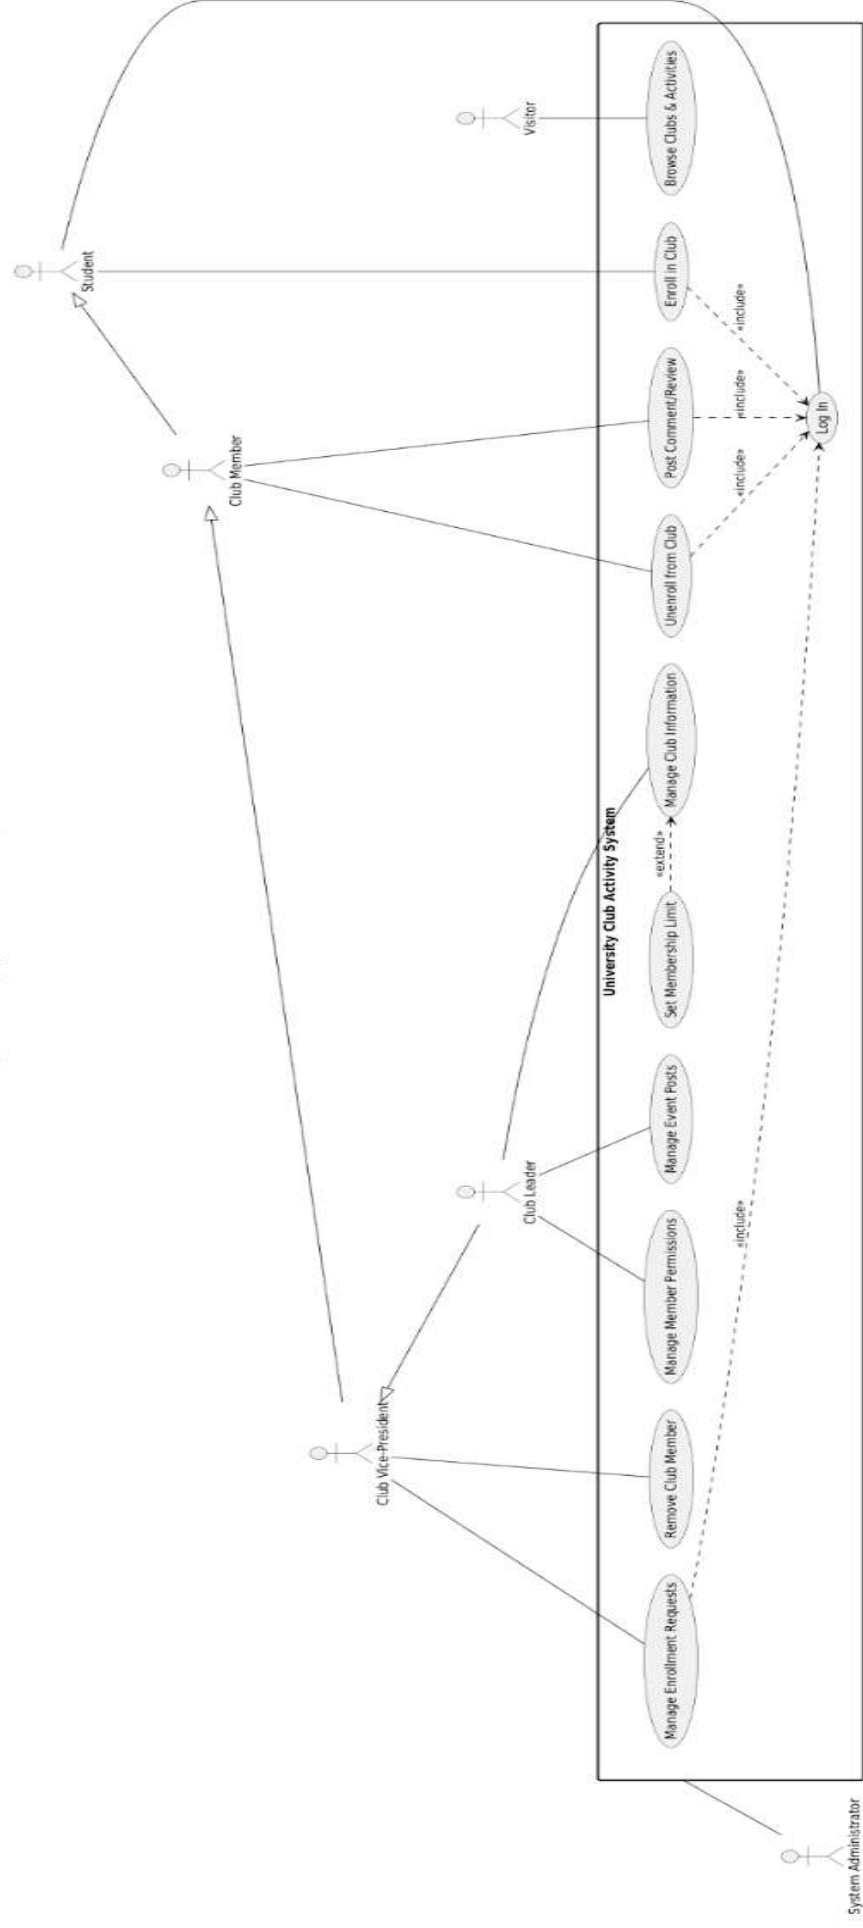 Student
Club Member
Club Vice-President
Visitor
Club Leader
System Administrator
University Club Activity System
Manage Enrollment Requests
Remove Club Member
Manage Member Permissions
Manage Event Posts
Set Membership Limit
«extend»
Manage Club Information
Unenroll from Club
Post Comment/Review
Enroll in Club
Browse Clubs & Activities
«include»
«include»
«include»
«include»
Log In